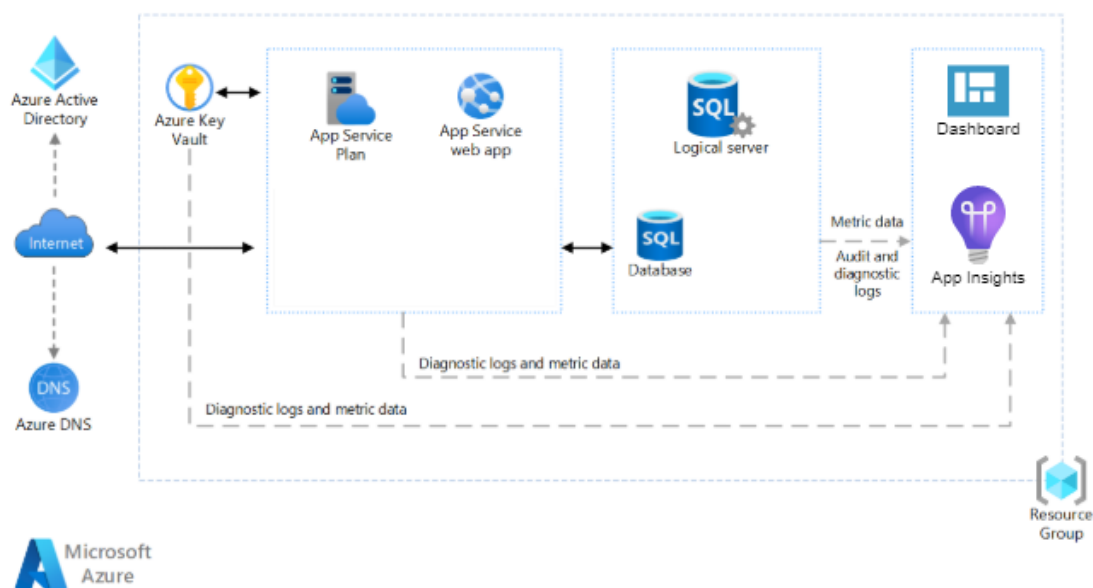 Azure Active
Directory
Internet
DNS
Azure DNS
Azure Key
Vault
App Service
Plan
App Service
web app
SQL
Logical server
SQL
Database
Metric data
Audit and
diagnostic
logs
Dashboard
App Insights
Diagnostic logs and metric data
Diagnostic logs and metric data
Resource
Group
Microsoft
Azure